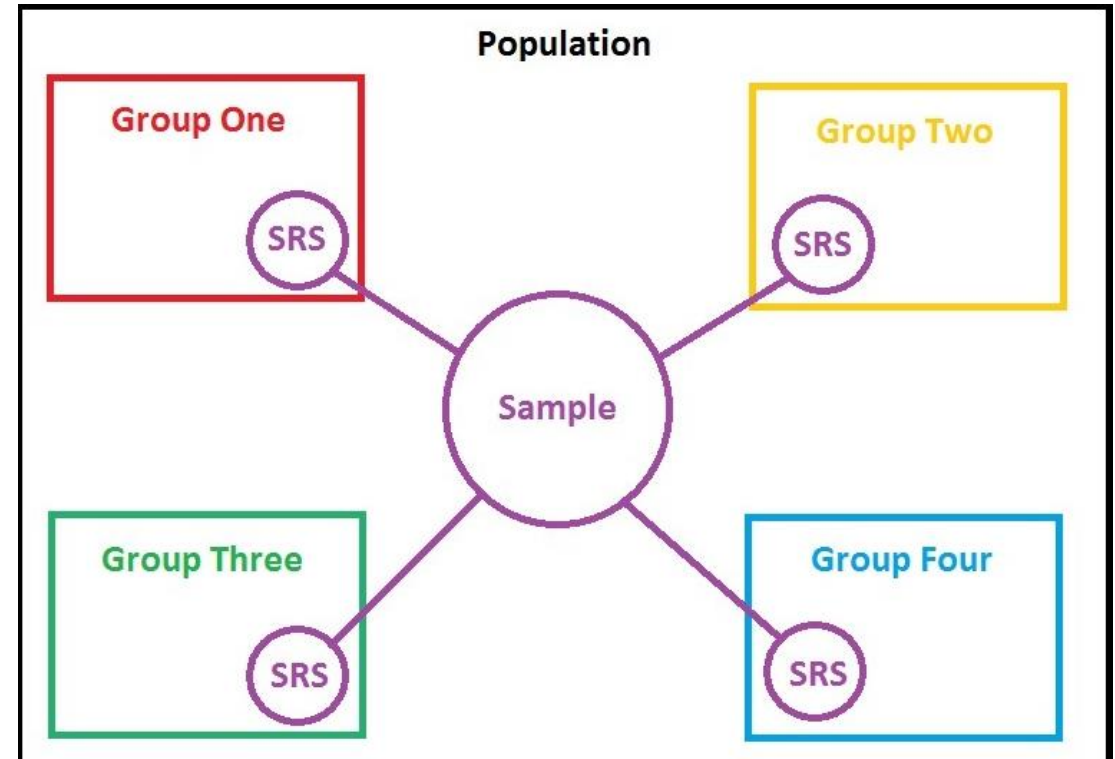 Population
Group One
Group Two
SRS
SRS
Sample
Group Three
Group Four
SRS
SRS